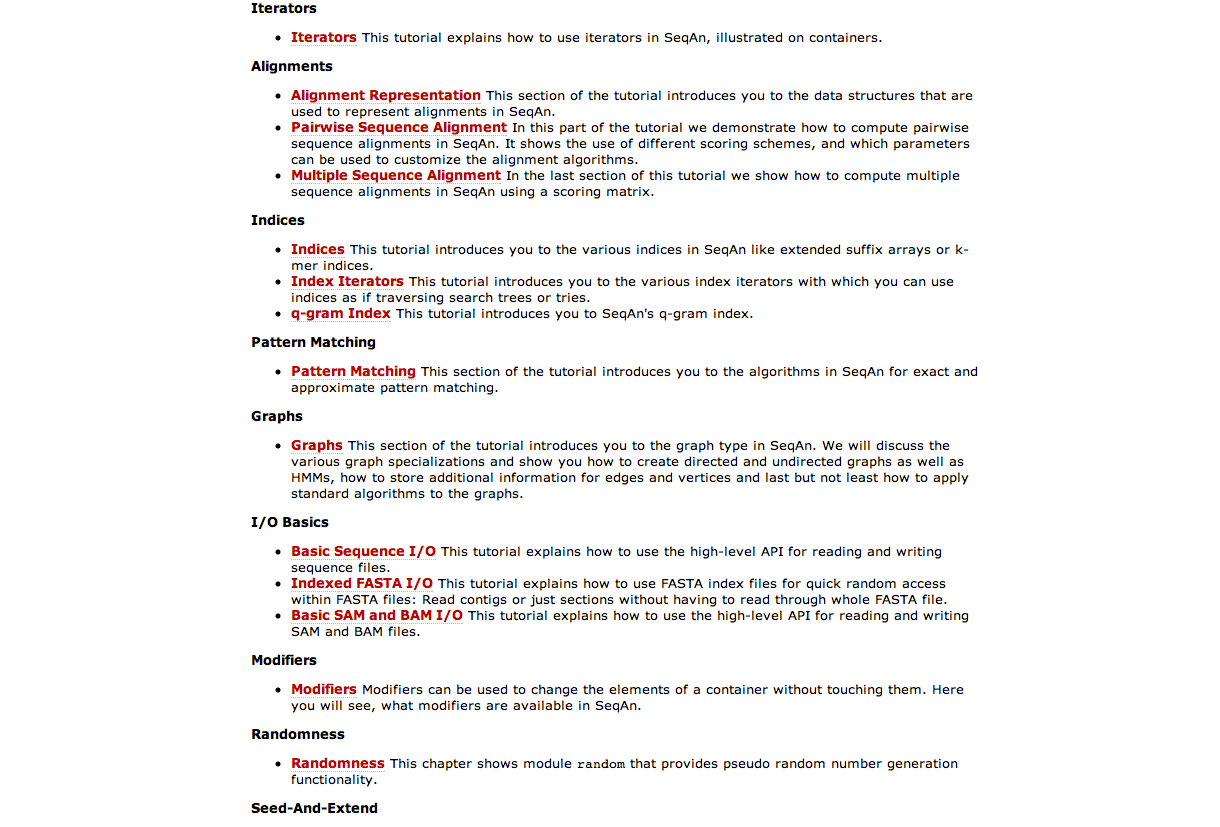 Iterators
• Iterators This tutorial explains how to use iterators in SeqAn, illustrated on containers.
Alignments
• Alignment Representation This section of the tutorial introduces you to the data structures that are
used to represent alignments in SeqAn.
• Pairwise Sequence Alignment In this part of the tutorial we demonstrate how to compute pairwise
sequence alignments in SeqAn. It shows the use of different scoring schemes, and which parameters
can be used to customize the alignment algorithms.
• Multiple Sequence Alignment In the last section of this tutorial we show how to compute multiple
sequence alignments in SeqAn using a scoring matrix.
Indices
• Indices This tutorial introduces you to the various indices in SeqAn like extended suffix arrays or k-
mer indices.
• Index Iterators This tutorial introduces you to the various index iterators with which you can use
indices as if traversing search trees or tries.
• q-gram Index This tutorial introduces you to SeqAn's q-gram index.
Pattern Matching
• Pattern Matching This section of the tutorial introduces you to the algorithms in SeqAn for exact and
approximate pattern matching.
Graphs
• Graphs This section of the tutorial introduces you to the graph type in SeqAn. We will discuss the
various graph specializations and show you how to create directed and undirected graphs as well as
HMMs, how to store additional information for edges and vertices and last but not least how to apply
standard algorithms to the graphs.
I/O Basics
• Basic Sequence I/O This tutorial explains how to use the high-level API for reading and writing
sequence files.
• Indexed FASTA I/O This tutorial explains how to use FASTA index files for quick random access
within FASTA files: Read contigs or just sections without having to read through whole FASTA file.
• Basic SAM and BAM I/O This tutorial explains how to use the high-level API for reading and writing
SAM and BAM files.
Modifiers
• Modifiers Modifiers can be used to change the elements of a container without touching them. Here
you will see, what modifiers are available in SeqAn.
Randomness
• Randomness This chapter shows module random that provides pseudo random number generation
functionality.
Seed-And-Extend